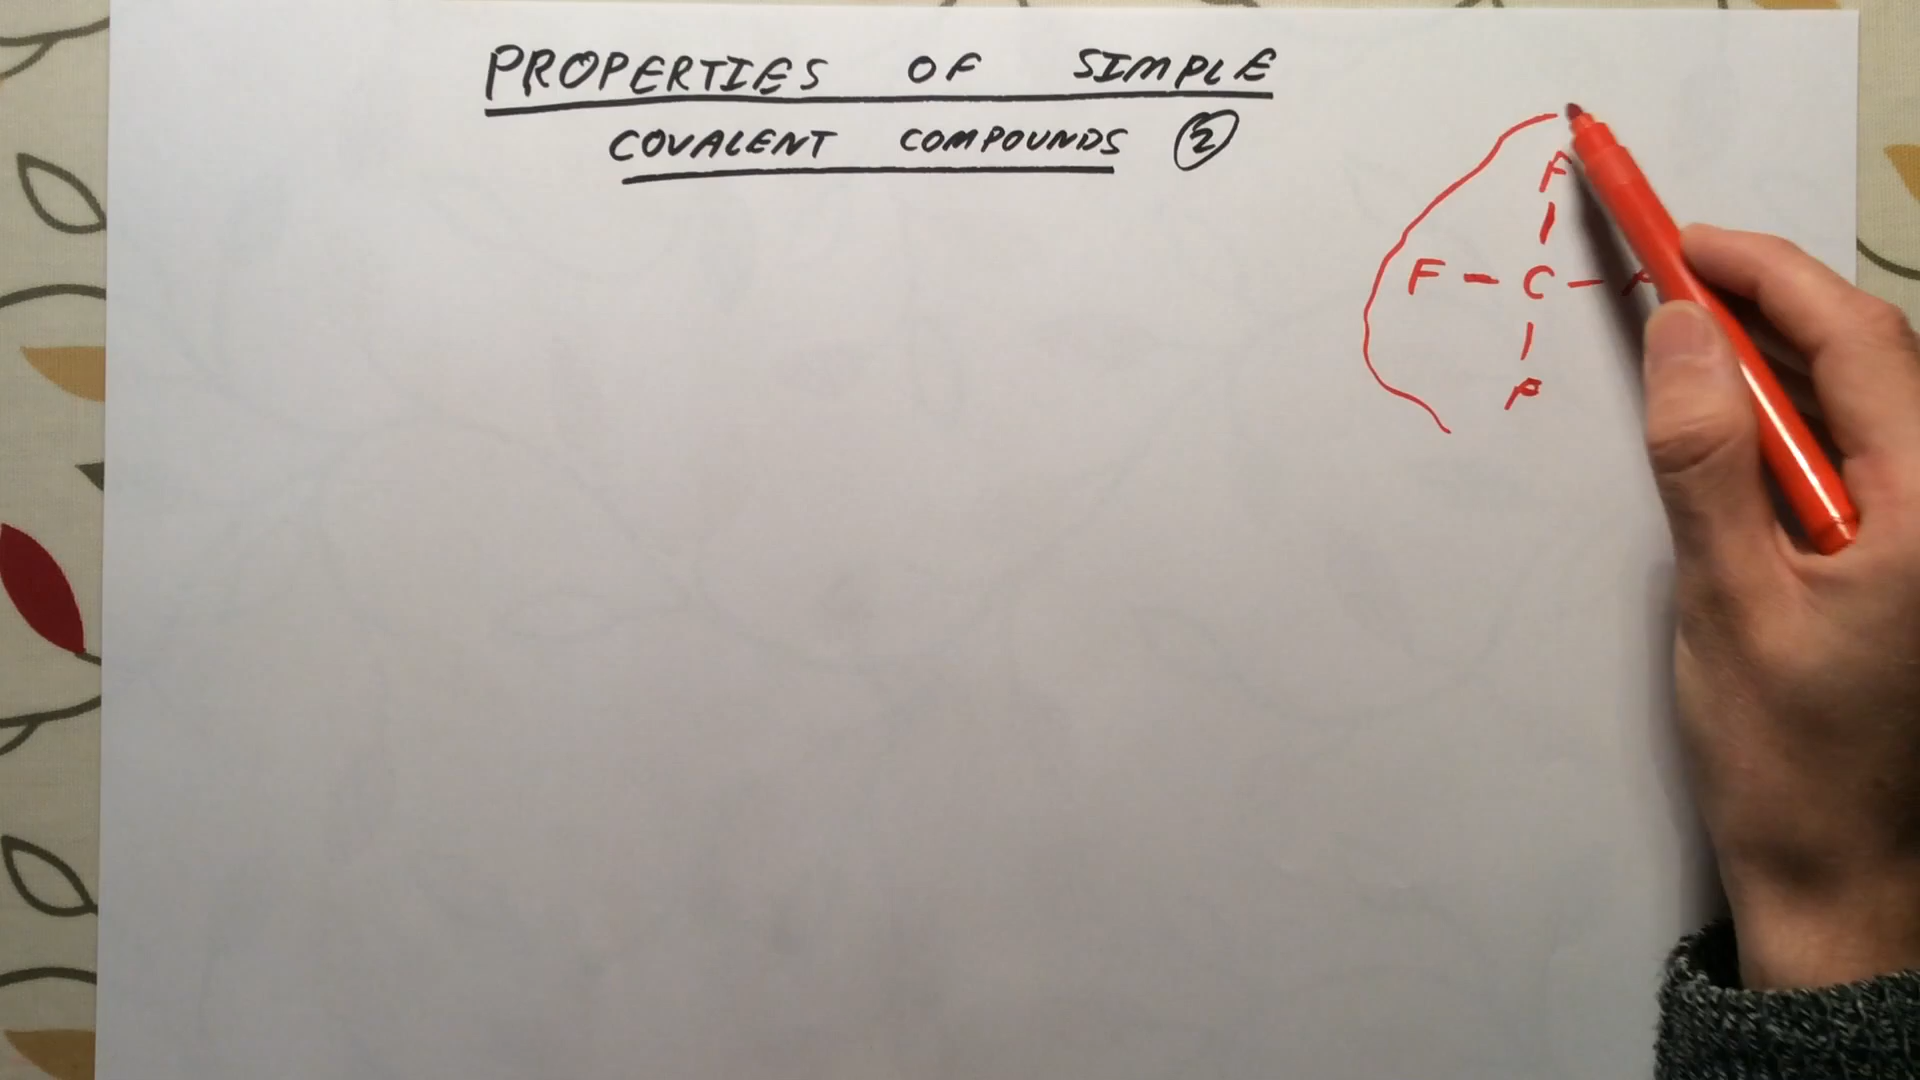 PROPERTIES OF SIMPLE
COVALENT COMPOUNDS 2
F
F - C - F
F